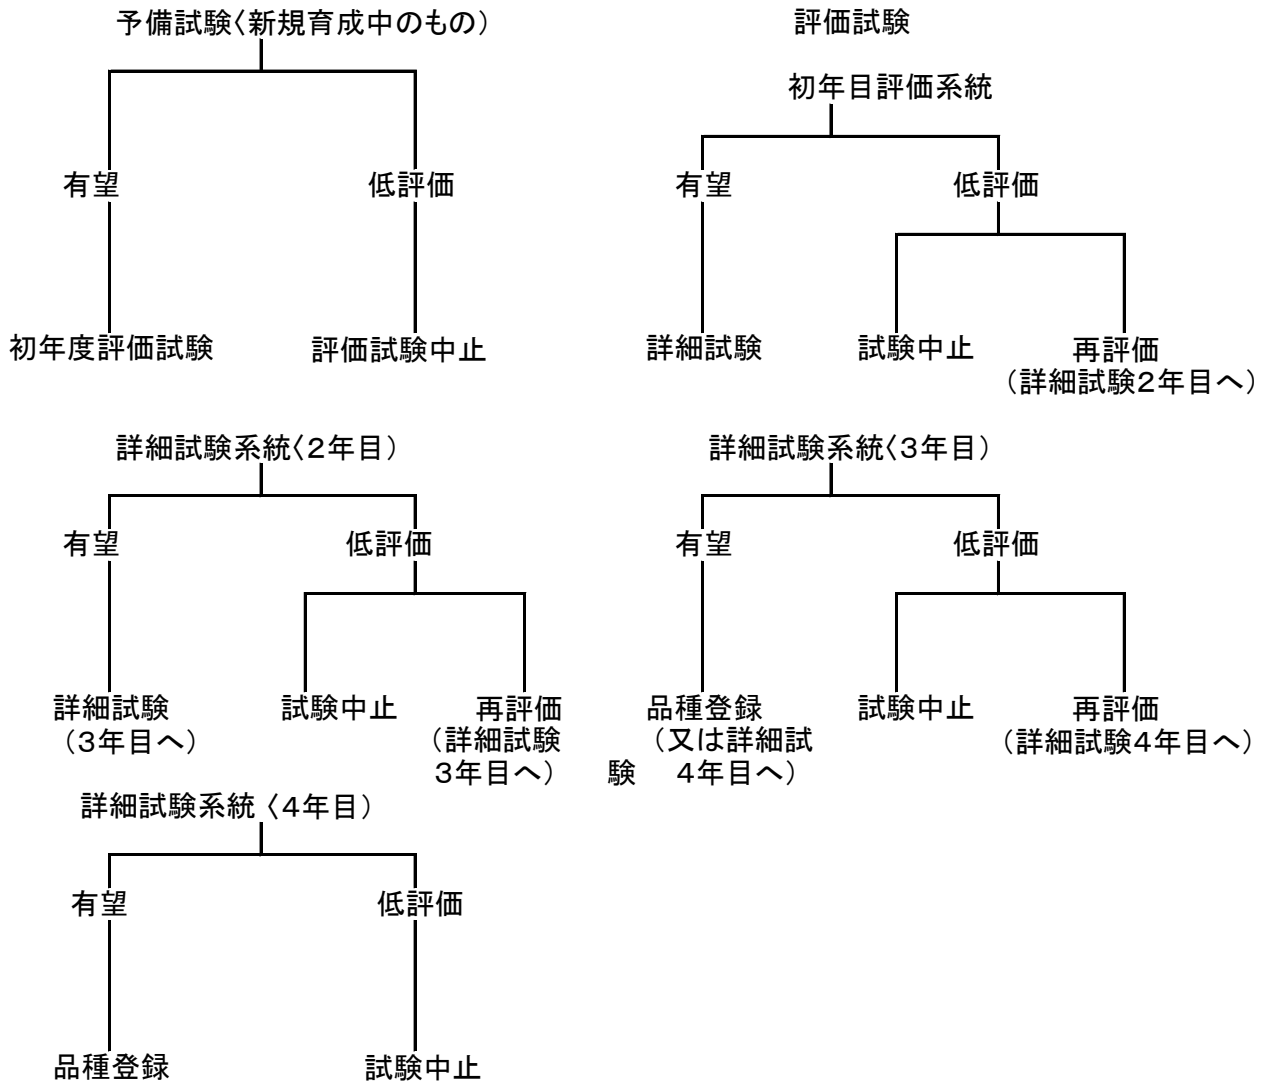 予備試験〈新規育成中のもの）
有望
低評価
初年度評価試験
評価試験中止
評価試験
初年目評価系統
有望
低評価
詳細試験
試験中止
再評価
（詳細試験2年目へ）
詳細試験系統〈2年目）
有望
低評価
詳細試験
（3年目へ）
試験中止
再評価
（詳細試験
3年目へ）
詳細試験系統〈3年目）
有望
低評価
品種登録
（又は詳細試
験　4年目へ）
試験中止
再評価
（詳細試験4年目へ）
詳細試験系統〈4年目）
有望
低評価
品種登録
試験中止